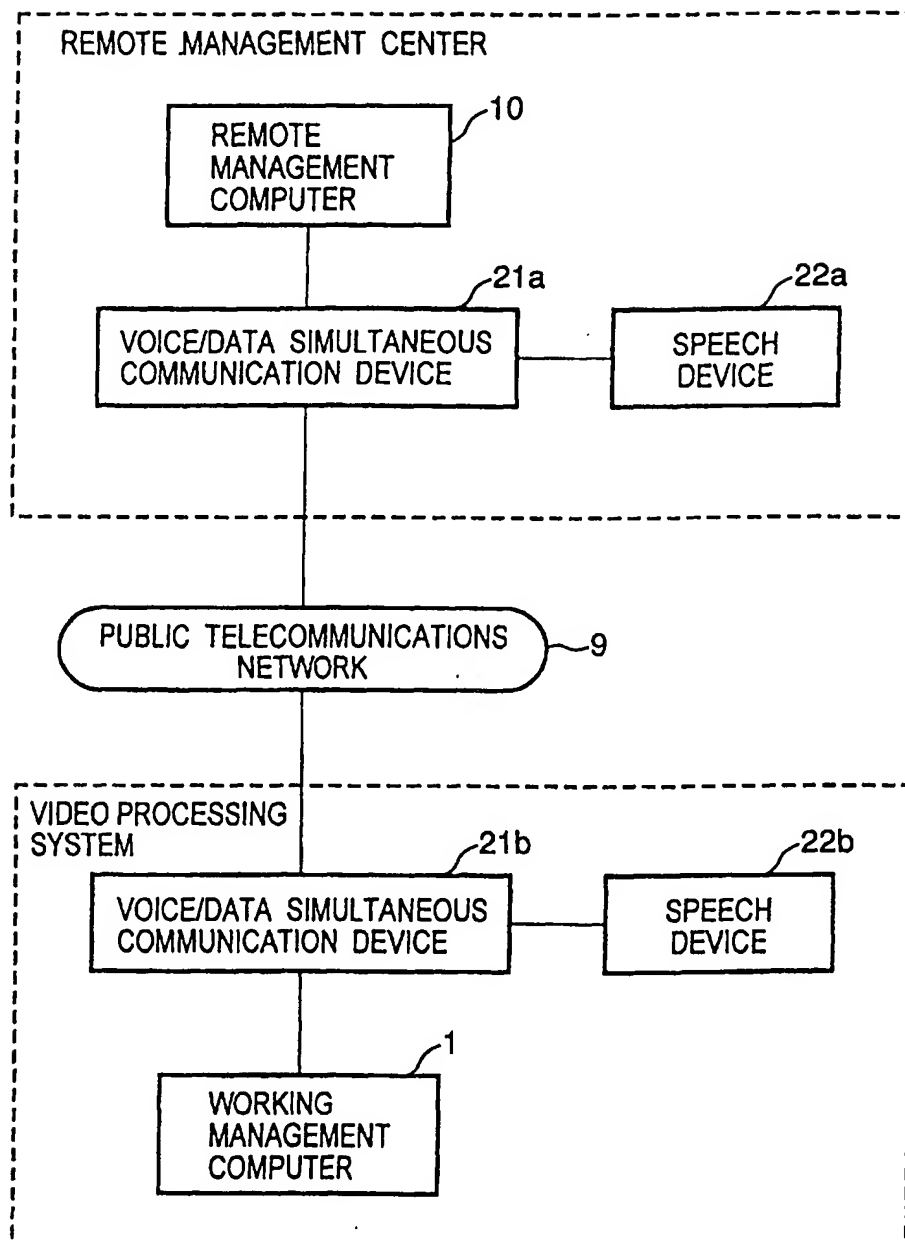 REMOTE MANAGEMENT CENTER
10
REMOTE
MANAGEMENT
COMPUTER
21a
22a
VOICE/DATA SIMULTANEOUS
COMMUNICATION DEVICE
SPEECH
DEVICE
PUBLIC TELECOMMUNICATIONS
NETWORK
9
VIDEO PROCESSING
SYSTEM
21b
22b
VOICE/DATA SIMULTANEOUS
COMMUNICATION DEVICE
SPEECH
DEVICE
1
WORKING
MANAGEMENT
COMPUTER